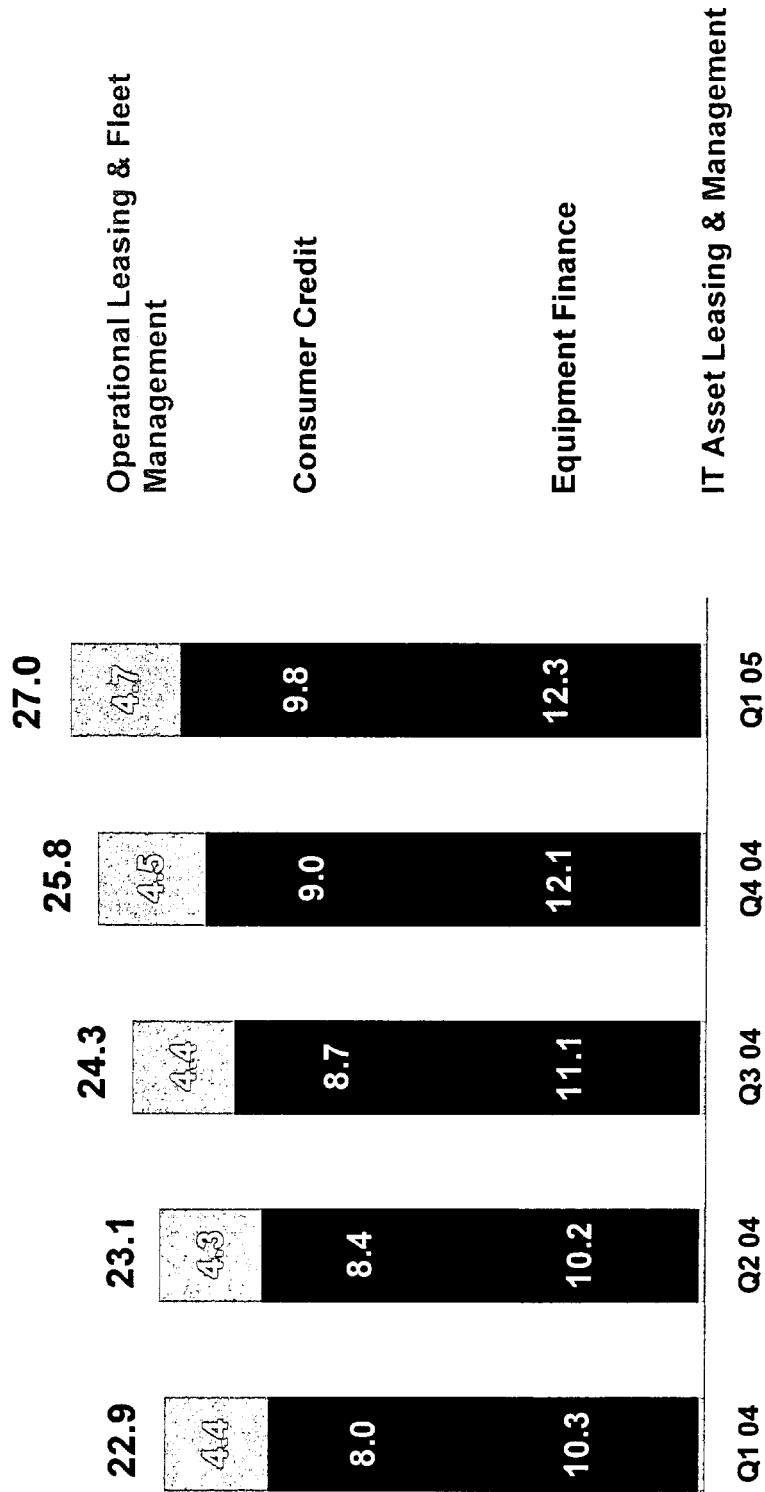 22.9
23.1
24.3
25.8
27.0
4.4
4.3
4.4
4.5
4.7
8.0
8.4
8.7
9.0
9.8
10.3
10.2
11.1
12.1
12.3
Q1 04
Q2 04
Q3 04
Q4 04
Q1 05
Operational Leasing & Fleet
Management
Consumer Credit
Equipment Finance
IT Asset Leasing & Management